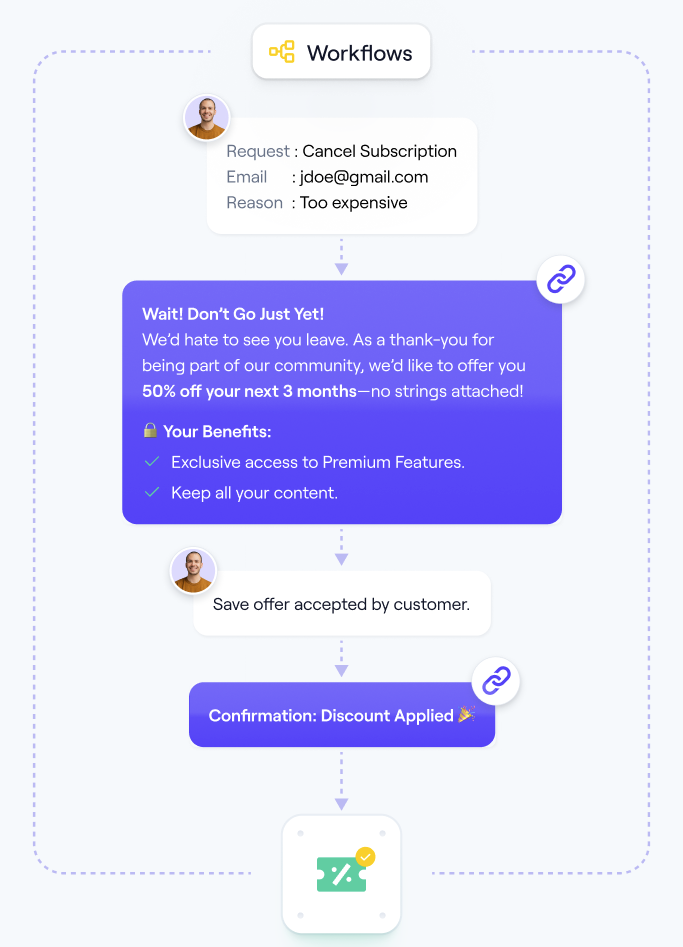 Workflows
Request : Cancel Subscription
Email : jdoe@gmail.com
Reason : Too expensive
Wait! Don’t Go Just Yet!
We’d hate to see you leave. As a thank-you for
being part of our community, we’d like to offer you
50% off your next 3 months—no strings attached!
🔒 Your Benefits:
✓ Exclusive access to Premium Features.
✓ Keep all your content.
Save offer accepted by customer.
Confirmation: Discount Applied 🎉